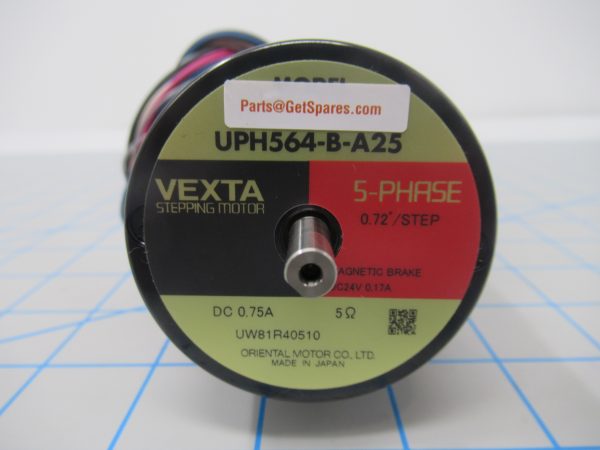 MODEL
Parts@GetSpares.com
UPH564-B-A25
VEXTA
STEPPING MOTOR
5-PHASE
0.72°/STEP
AGNETIC BRAKE
C24V 0.17A
DC 0.75A 5Ω
UW81R40510
ORIENTAL MOTOR CO., LTD.
MADE IN JAPAN